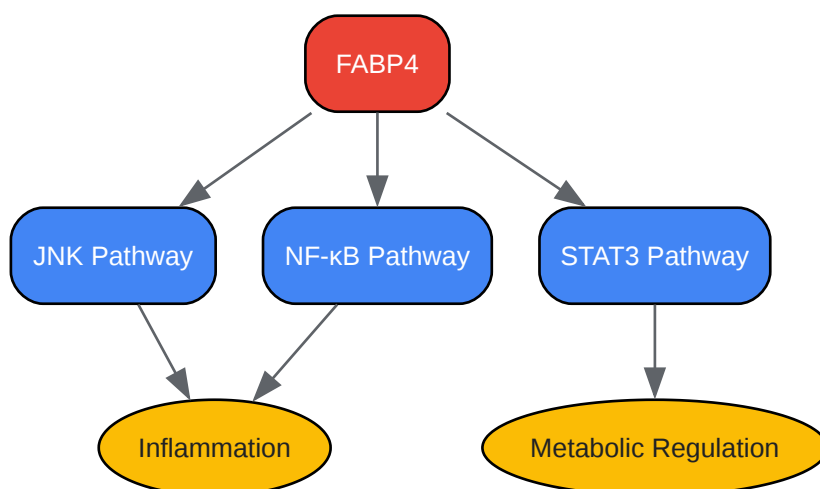 FABP4
JNK Pathway
NF-κB Pathway
STAT3 Pathway
Inflammation
Metabolic Regulation